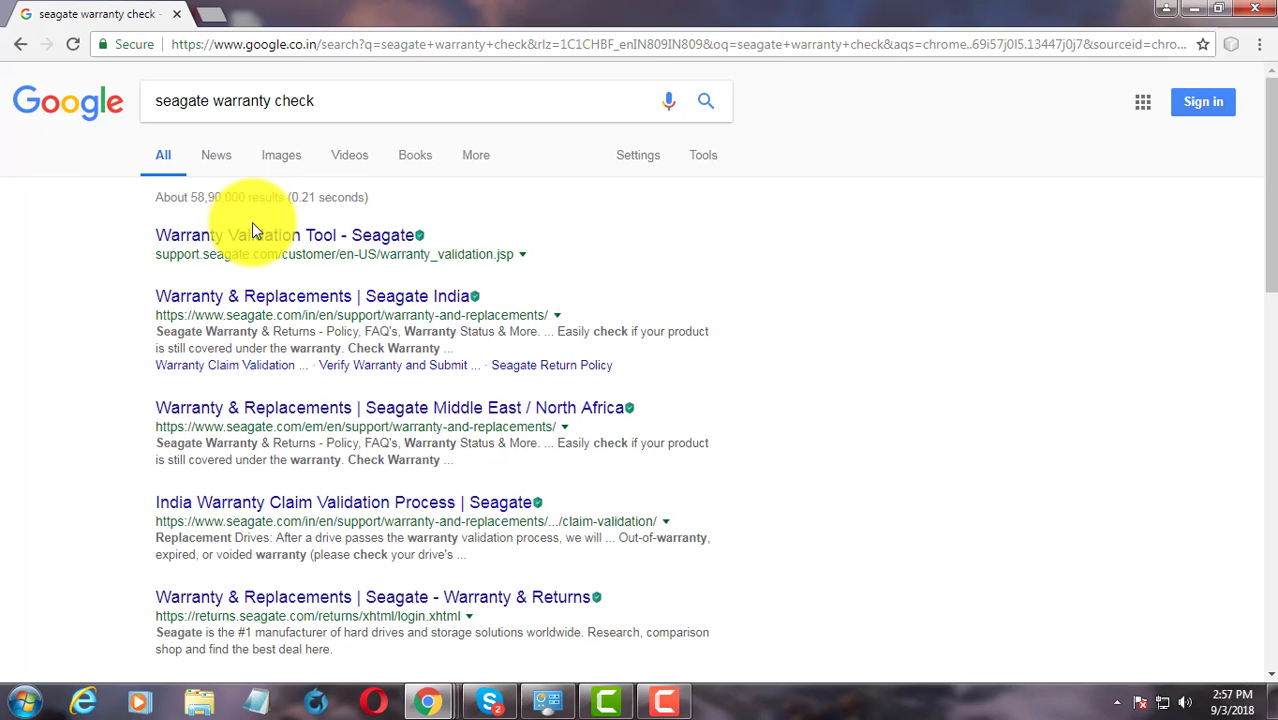 seagate warranty check -
Secure
https://www.google.co.in/search?q=seagate+warranty+check&rlz=1C1CHBF_enIN809IN809&oq=seagate+warranty+check&aqs=chrome..69i57j0l5.13447j0j7&sourceid=chro...
Google
seagate warranty check
Sign in
All News Images Videos Books More Settings Tools
About 58,90,000 results (0.21 seconds)
Warranty Validation Tool - Seagate
support.seagate.com/customer/en-US/warranty_validation.jsp
Warranty & Replacements | Seagate India
https://www.seagate.com/in/en/support/warranty-and-replacements/
Seagate Warranty & Returns - Policy, FAQ's, Warranty Status & More. ... Easily check if your product
is still covered under the warranty. Check Warranty ...
Warranty Claim Validation ... · Verify Warranty and Submit ... · Seagate Return Policy
Warranty & Replacements | Seagate Middle East / North Africa
https://www.seagate.com/em/en/support/warranty-and-replacements/
Seagate Warranty & Returns - Policy, FAQ's, Warranty Status & More. ... Easily check if your product
is still covered under the warranty. Check Warranty ...
India Warranty Claim Validation Process | Seagate
https://www.seagate.com/in/en/support/warranty-and-replacements/.../claim-validation/
Replacement Drives: After a drive passes the warranty validation process, we will ... Out-of-warranty,
expired, or voided warranty (please check your drive's ...
Warranty & Replacements | Seagate - Warranty & Returns
https://returns.seagate.com/returns/xhtml/login.xhtml
Seagate is the #1 manufacturer of hard drives and storage solutions worldwide. Research, comparison
shop and find the best deal here.
2
2:57 PM
9/3/2018